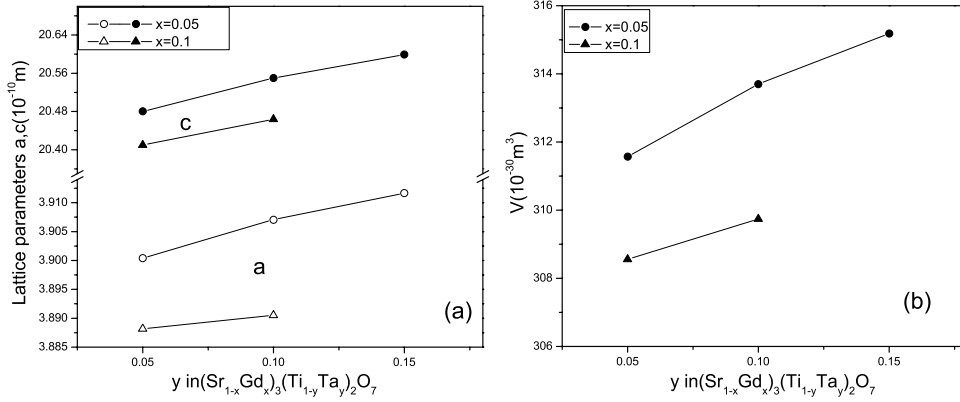 x=0.05
x=0.1
20.64
20.56
20.48
20.40
3.910
3.905
3.900
3.890
3.885
Lattice parameters a,c(10⁻¹⁰m)
c
a
(a)
0.05 0.10 0.15
y in(Sr₁₋ₓGdₓ)₃(Ti₁₋yTay)₂O₇
x=0.05
x=0.1
316
314
312
310
308
306
V(10⁻³⁰m³)
(b)
0.05 0.10 0.15
y in(Sr₁₋ₓGdₓ)₃(Ti₁₋yTay)₂O₇